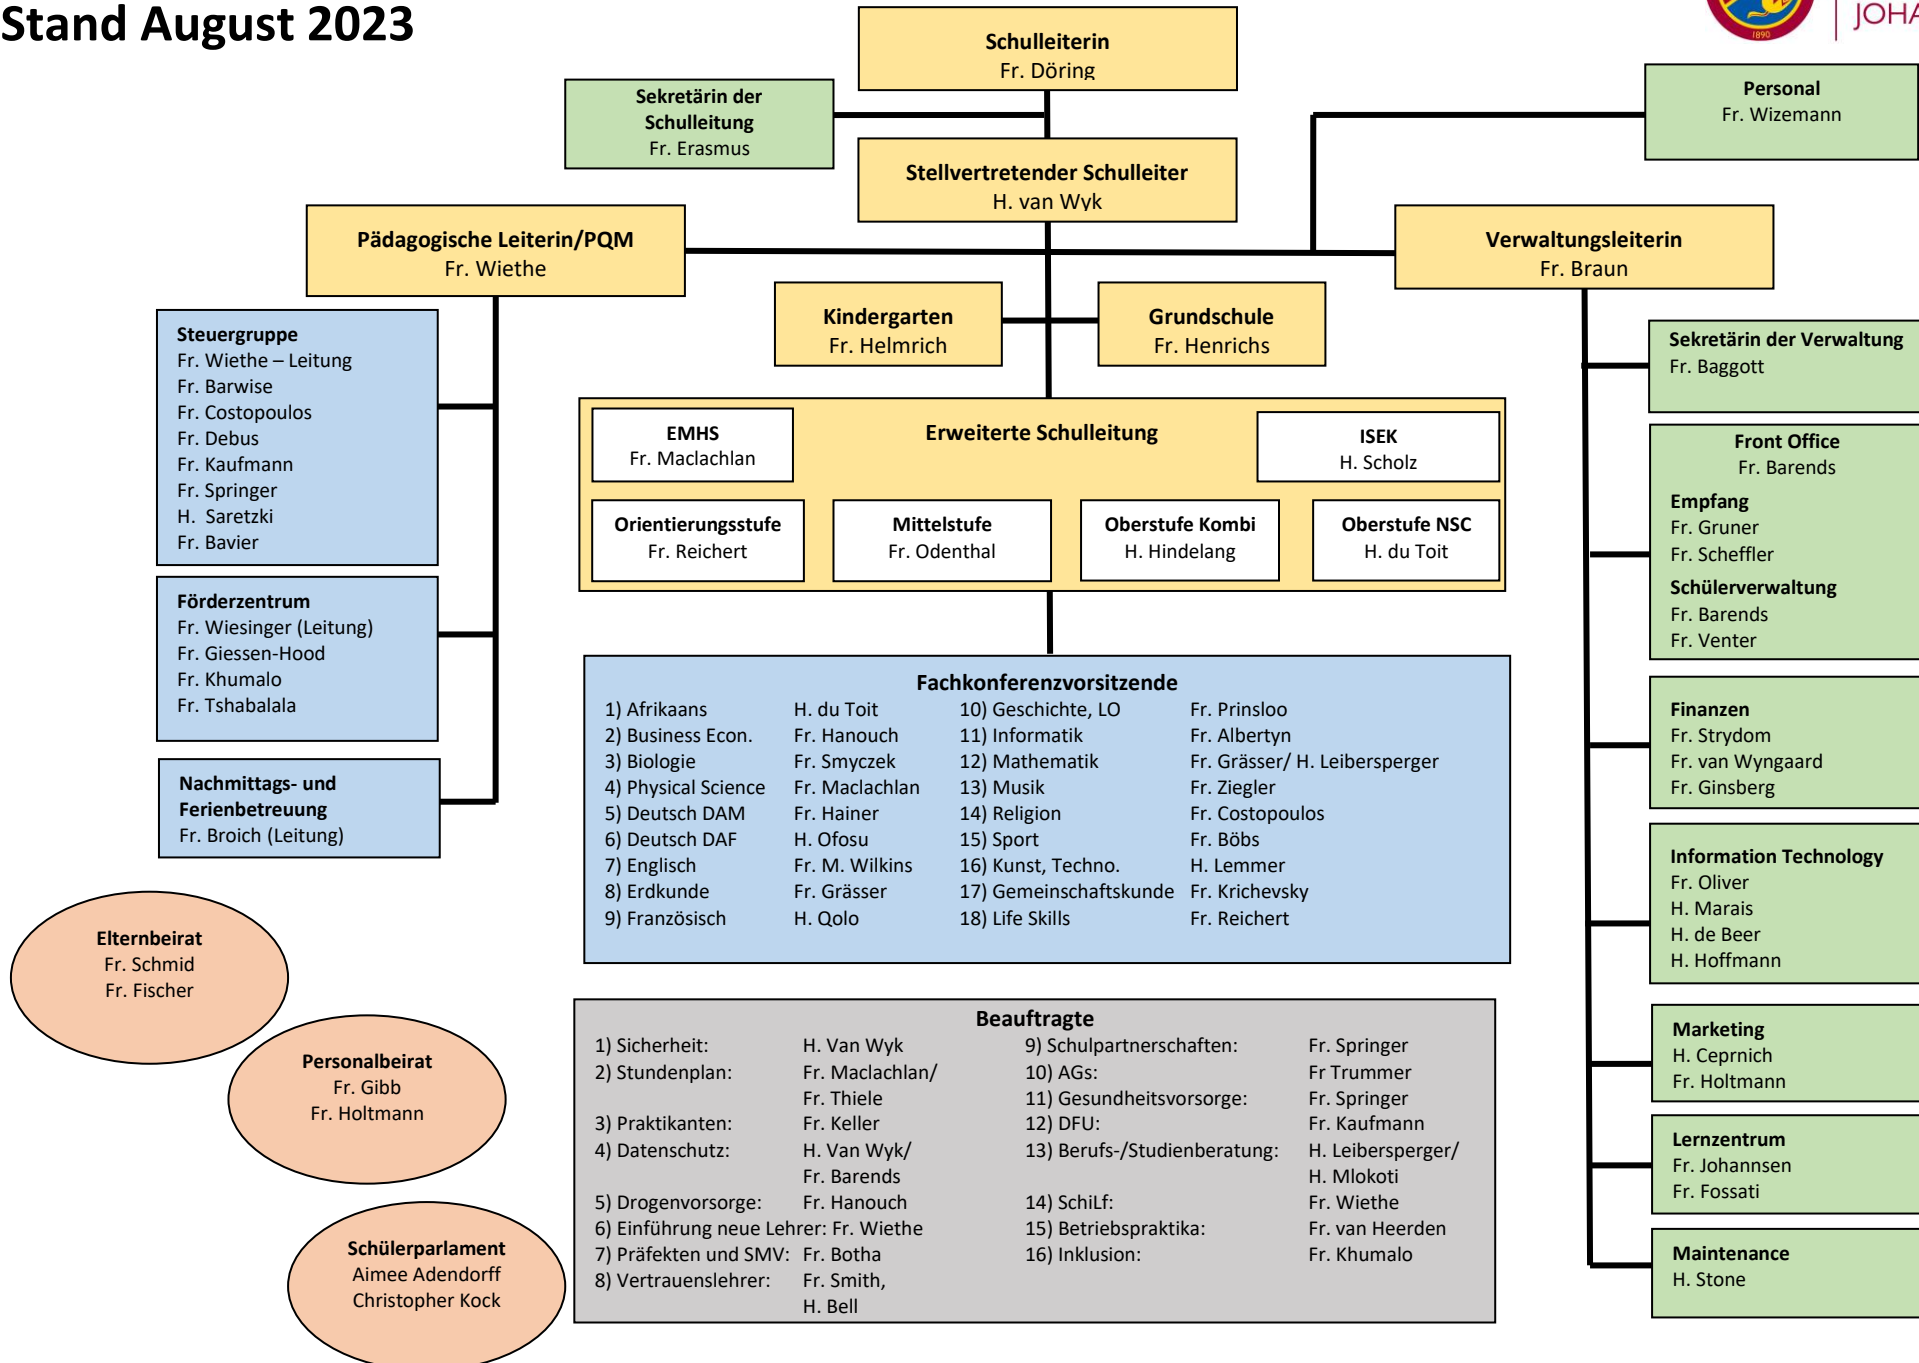 Stand August 2023
1890
JOHA
Schulleiterin
Fr. Döring
Sekretärin der
Schulleitung
Fr. Erasmus
Personal
Fr. Wizemann
Stellvertretender Schulleiter
H. van Wyk
Pädagogische Leiterin/PQM
Fr. Wiethe
Verwaltungsleiterin
Fr. Braun
Kindergarten
Fr. Helmrich
Grundschule
Fr. Henrichs
Steuergruppe
Fr. Wiethe – Leitung
Fr. Barwise
Fr. Costopoulos
Fr. Debus
Fr. Kaufmann
Fr. Springer
H. Saretzki
Fr. Bavier
Förderzentrum
Fr. Wiesinger (Leitung)
Fr. Giessen-Hood
Fr. Khumalo
Fr. Tshabalala
Nachmittags- und
Ferienbetreuung
Fr. Broich (Leitung)
Erweiterte Schulleitung
EMHS
Fr. Maclachlan
ISEK
H. Scholz
Orientierungsstufe
Fr. Reichert
Mittelstufe
Fr. Odenthal
Oberstufe Kombi
H. Hindelang
Oberstufe NSC
H. du Toit
Fachkonferenzvorsitzende
1) Afrikaans H. du Toit 10) Geschichte, LO Fr. Prinsloo
2) Business Econ. Fr. Hanouch 11) Informatik Fr. Albertyn
3) Biologie Fr. Smyczek 12) Mathematik Fr. Grässer/ H. Leibersperger
4) Physical Science Fr. Maclachlan 13) Musik Fr. Ziegler
5) Deutsch DAM Fr. Hainer 14) Religion Fr. Costopoulos
6) Deutsch DAF H. Ofosu 15) Sport Fr. Böbs
7) Englisch Fr. M. Wilkins 16) Kunst, Techno. H. Lemmer
8) Erdkunde Fr. Grässer 17) Gemeinschaftskunde Fr. Krichevsky
9) Französisch H. Qolo 18) Life Skills Fr. Reichert
Beauftragte
1) Sicherheit: H. Van Wyk 9) Schulpartnerschaften: Fr. Springer
2) Stundenplan: Fr. Maclachlan/ 10) AGs: Fr Trummer
Fr. Thiele 11) Gesundheitsvorsorge: Fr. Springer
3) Praktikanten: Fr. Keller 12) DFU: Fr. Kaufmann
4) Datenschutz: H. Van Wyk/ 13) Berufs-/Studienberatung: H. Leibersperger/
Fr. Barends H. Mlokoti
5) Drogenvorsorge: Fr. Hanouch 14) SchiLf: Fr. Wiethe
6) Einführung neue Lehrer: Fr. Wiethe 15) Betriebspraktika: Fr. van Heerden
7) Präfekten und SMV: Fr. Botha 16) Inklusion: Fr. Khumalo
8) Vertrauenslehrer: Fr. Smith,
H. Bell
Sekretärin der Verwaltung
Fr. Baggott
Front Office
Fr. Barends
Empfang
Fr. Gruner
Fr. Scheffler
Schülerverwaltung
Fr. Barends
Fr. Venter
Finanzen
Fr. Strydom
Fr. van Wyngaard
Fr. Ginsberg
Information Technology
Fr. Oliver
H. Marais
H. de Beer
H. Hoffmann
Marketing
H. Ceprnich
Fr. Holtmann
Lernzentrum
Fr. Johannsen
Fr. Fossati
Maintenance
H. Stone
Elternbeirat
Fr. Schmid
Fr. Fischer
Personalbeirat
Fr. Gibb
Fr. Holtmann
Schülerparlament
Aimee Adendorff
Christopher Kock